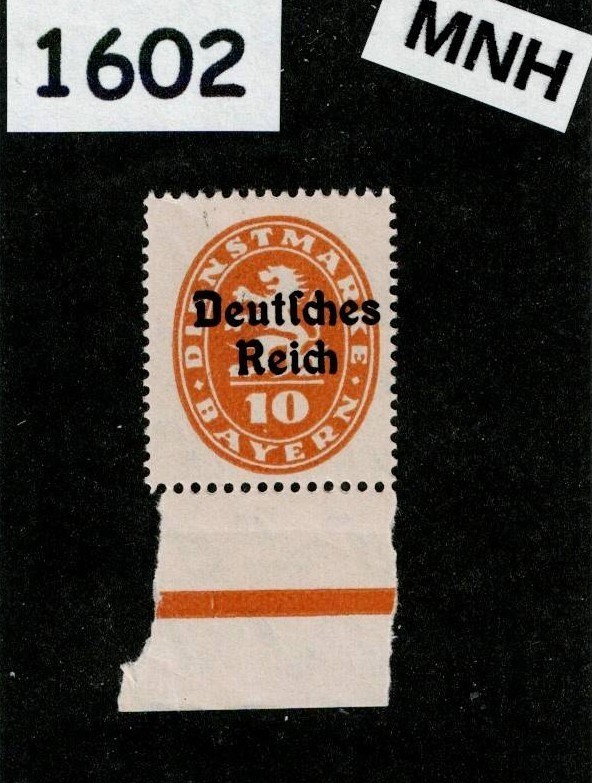 1602
MNH
DIENSTMARKE
Deutſches
Reich
10
BAYERN